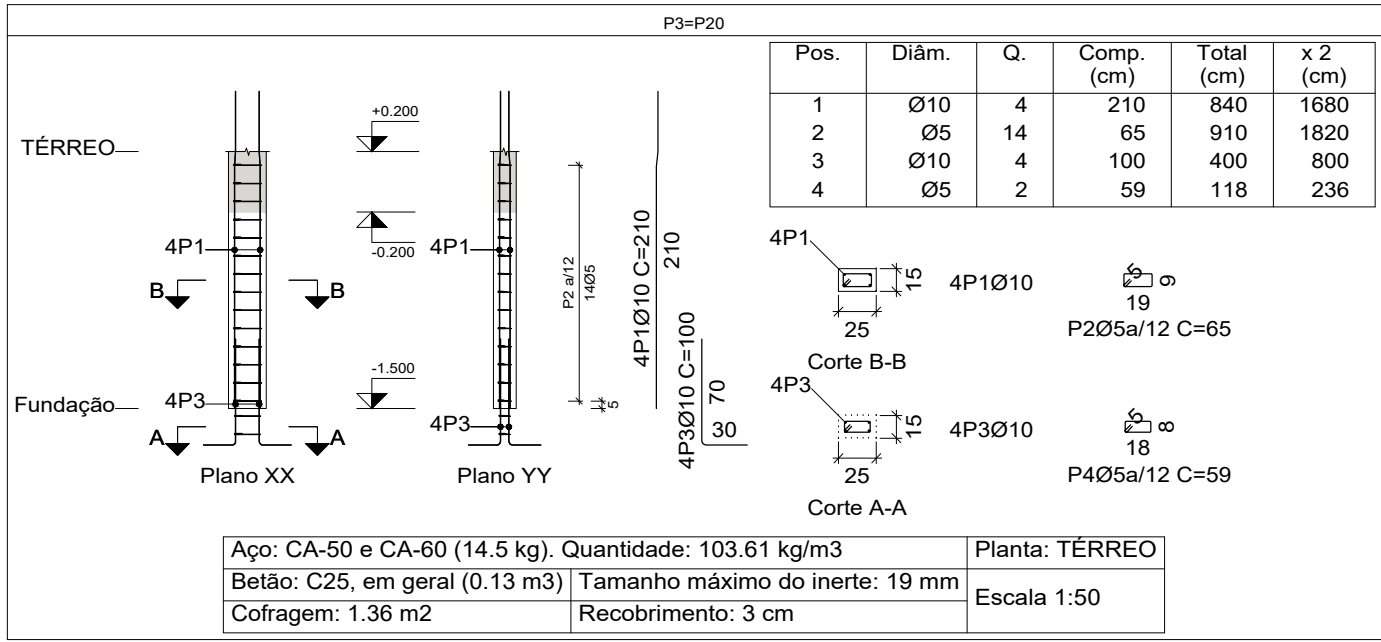 P3=P20
Pos. Diâm. Q. Comp. (cm) Total (cm) x 2 (cm)
1 Ø10 4 210 840 1680
2 Ø5 14 65 910 1820
3 Ø10 4 100 400 800
4 Ø5 2 59 118 236
TÉRREO
+0.200
-0.200
4P1
4P1
B B
-1.500
Fundação
4P3
4P3
A A
Plano XX
Plano YY
P2 a/12
14Ø5
5
4P1Ø10 C=210
210
4P3Ø10 C=100
70
30
4P1
15
25
4P1Ø10
Corte B-B
5
9
19
P2Ø5a/12 C=65
4P3
15
25
4P3Ø10
Corte A-A
5
8
18
P4Ø5a/12 C=59
Aço: CA-50 e CA-60 (14.5 kg). Quantidade: 103.61 kg/m3
Planta: TÉRREO
Betão: C25, em geral (0.13 m3) Tamanho máximo do inerte: 19 mm
Escala 1:50
Cofragem: 1.36 m2 Recobrimento: 3 cm